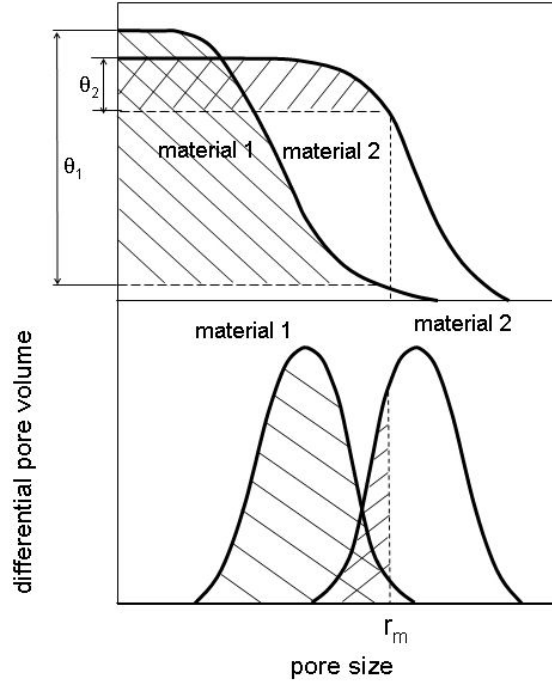 θ2
θ1
material 1
material 2
material 1
material 2
differential pore volume
rm
pore size